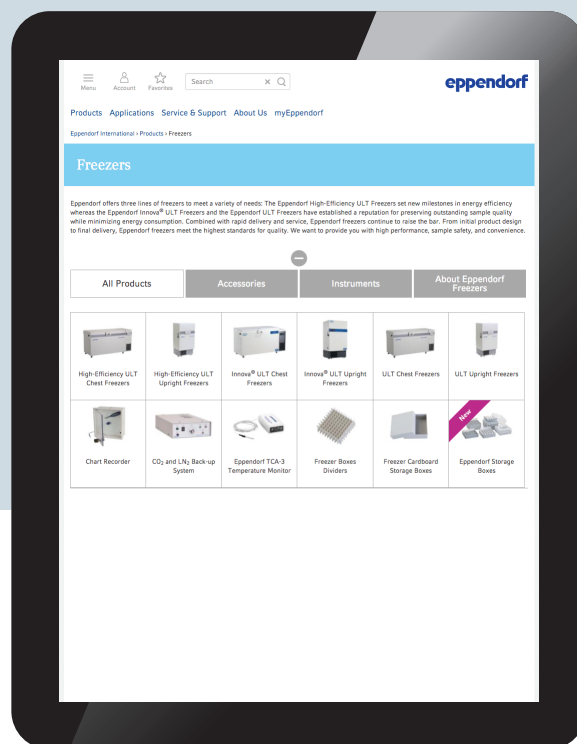 Menu Account Favorites Search
eppendorf
Products Applications Service & Support About Us myEppendorf
Eppendorf International › Products › Freezers
Freezers
Eppendorf offers three lines of freezers to meet a variety of needs: The Eppendorf High-Efficiency ULT Freezers set new milestones in energy efficiency
whereas the Eppendorf Innova® ULT Freezers and the Eppendorf ULT Freezers have established a reputation for preserving outstanding sample quality
while minimizing energy consumption. Combined with rapid delivery and service, Eppendorf freezers continue to raise the bar. From initial product design
to final delivery, Eppendorf freezers meet the highest standards for quality. We want to provide you with high performance, sample safety, and convenience.
All Products
Accessories
Instruments
About Eppendorf
Freezers
High-Efficiency ULT
Chest Freezers
High-Efficiency ULT
Upright Freezers
Innova® ULT Chest
Freezers
Innova® ULT Upright
Freezers
ULT Chest Freezers
ULT Upright Freezers
Chart Recorder
CO₂ and LN₂ Back-up
System
Eppendorf TCA-3
Temperature Monitor
Freezer Boxes
Dividers
Freezer Cardboard
Storage Boxes
New
Eppendorf Storage
Boxes